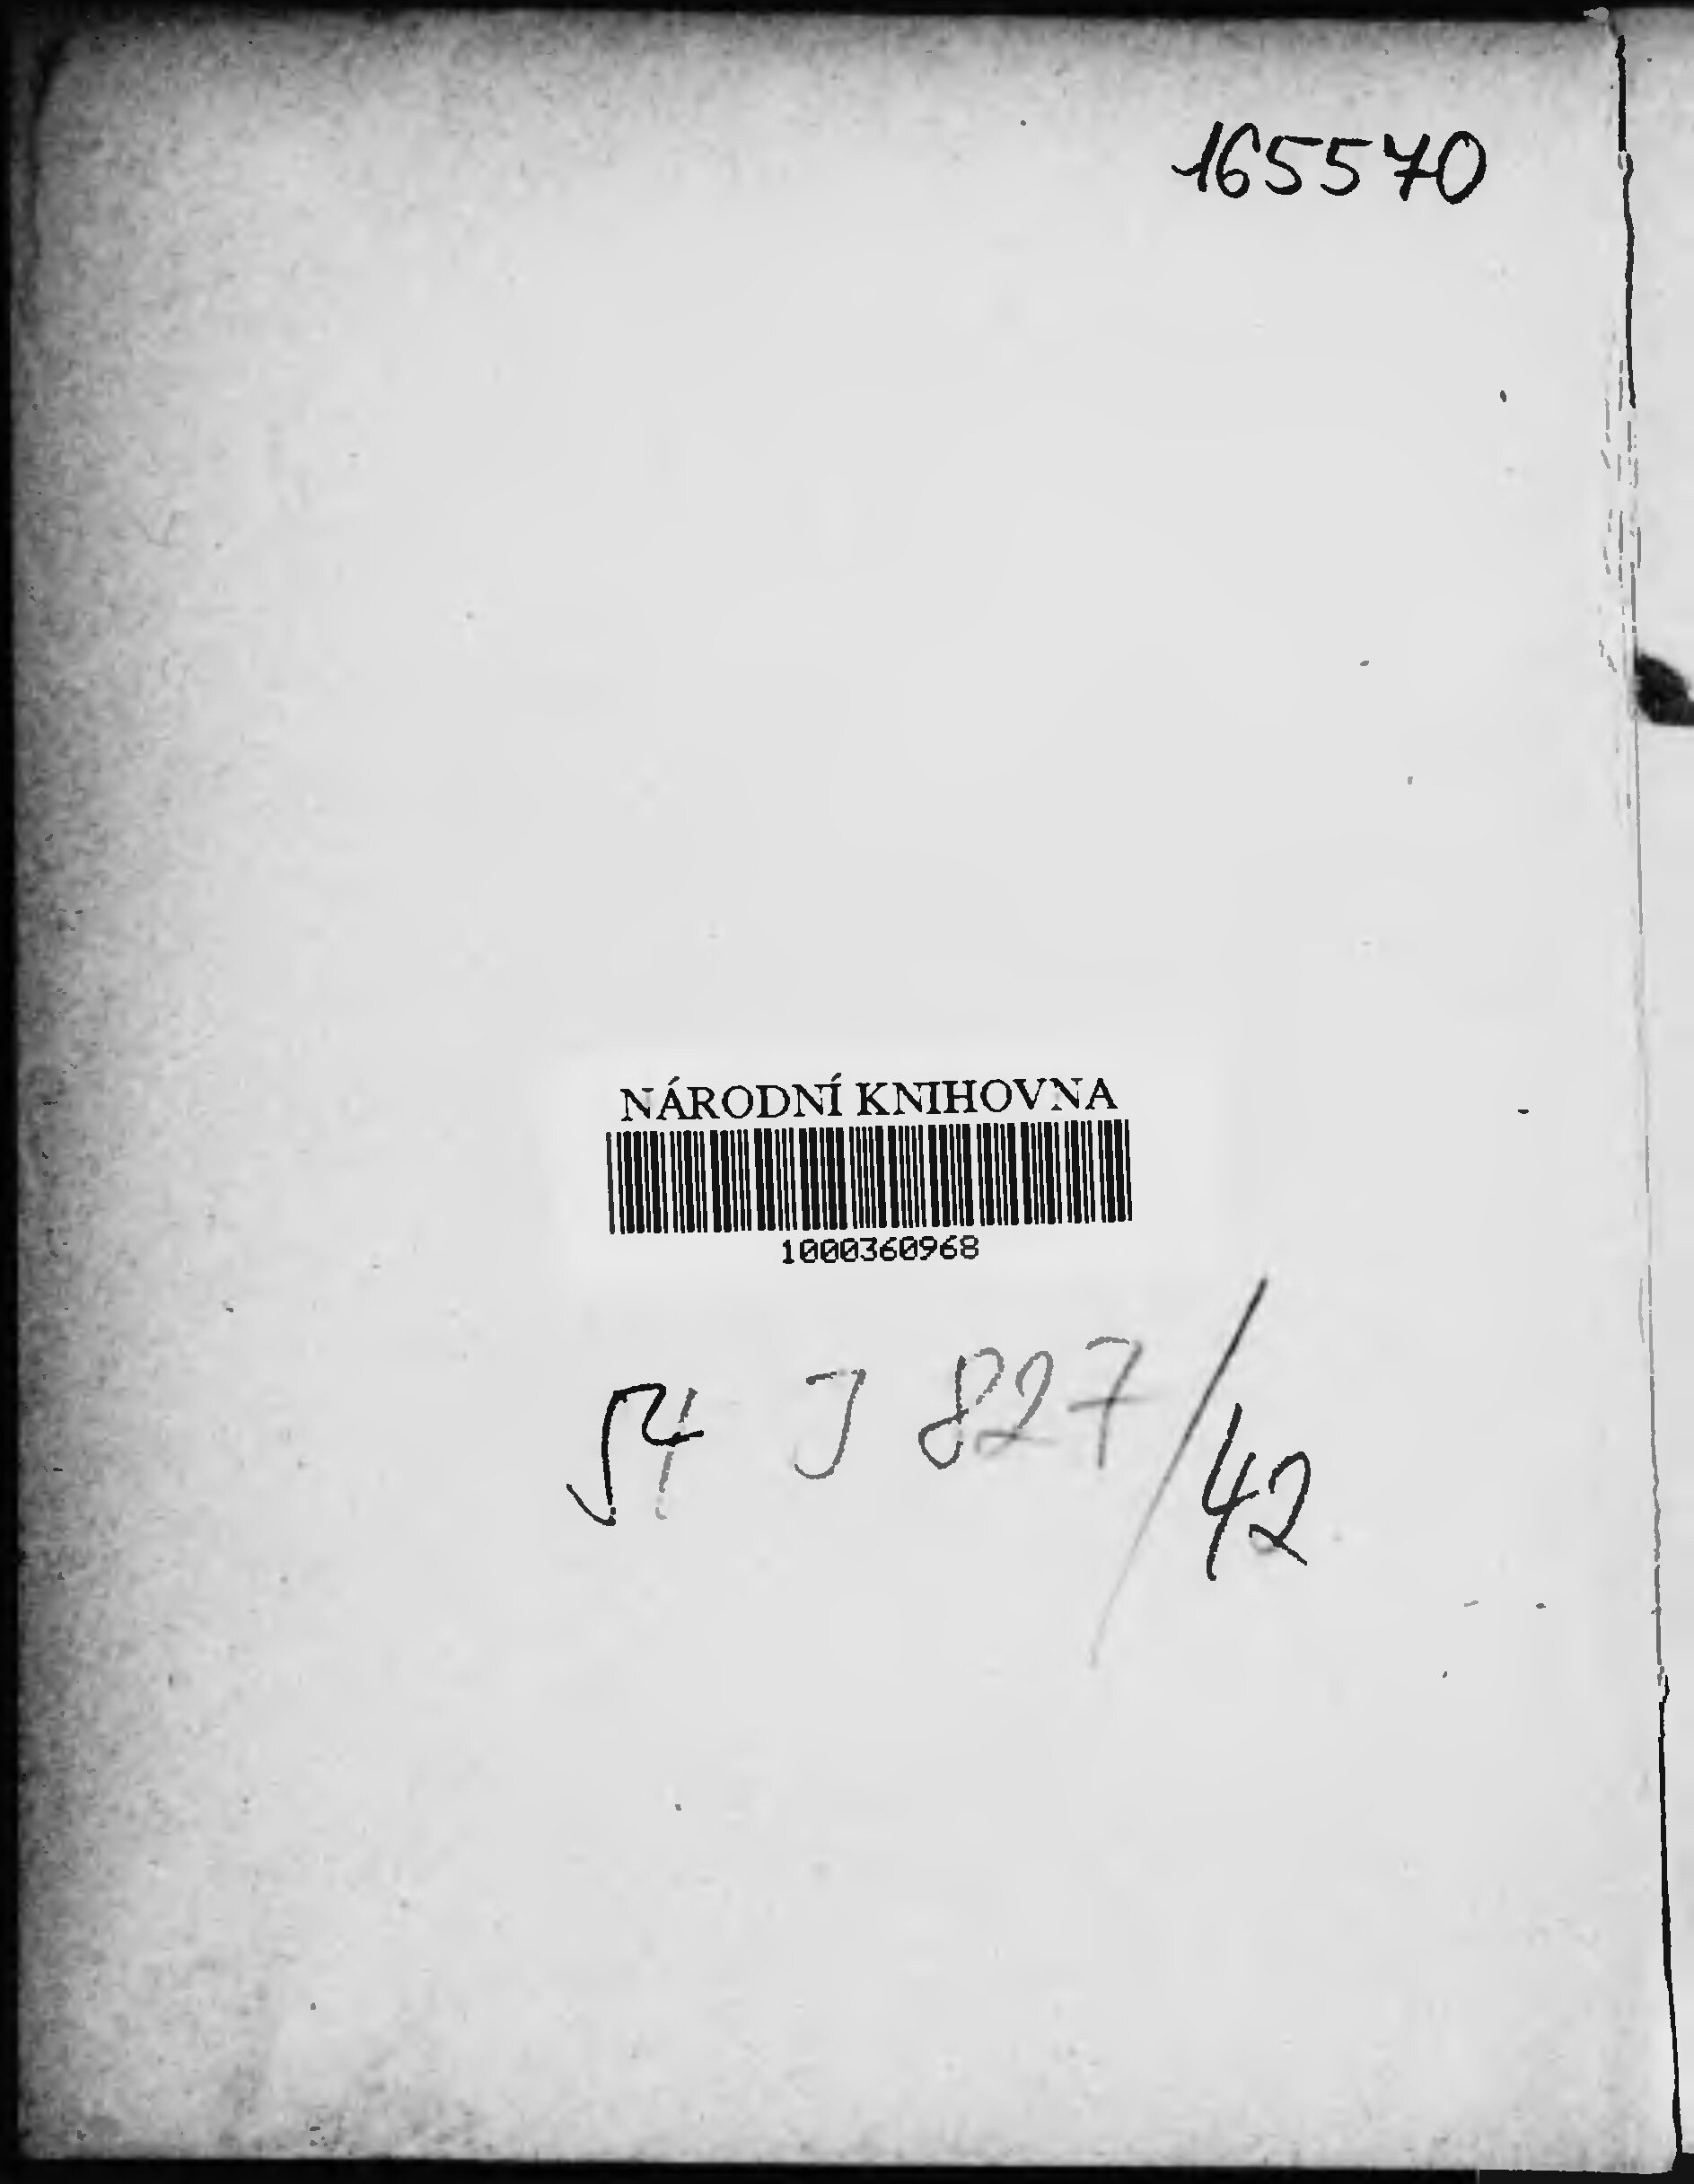 165570
NÁRODNÍ KNIHOVNA
1000360968
54 J 827/42